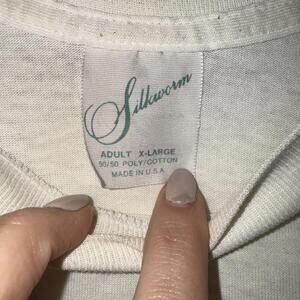 Silkworm
ADULT X-LARGE
50/50 POLY/COTTON
MADE IN U.S.A.